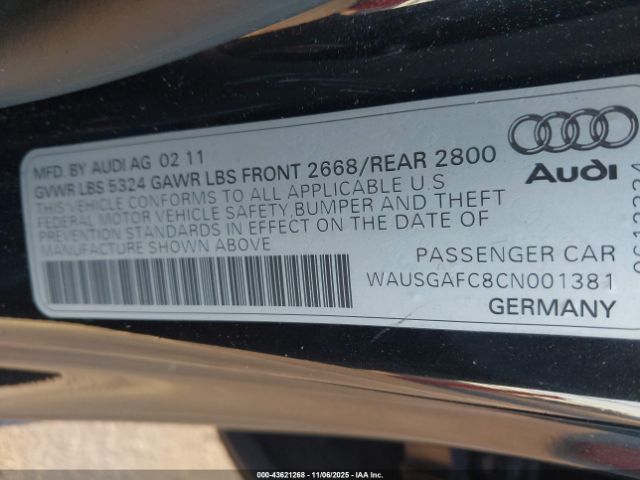 MFD. BY AUDI AG 02 11
GVWR LBS 5324 GAWR LBS FRONT 2668/REAR 2800
THIS VEHICLE CONFORMS TO ALL APPLICABLE U.S
FEDERAL MOTOR VEHICLE SAFETY,BUMPER AND THEFT
PREVENTION STANDARDS IN EFFECT ON THE DATE OF
MANUFACTURE SHOWN ABOVE
Audi
PASSENGER CAR
WAUSGAFC8CN001381
GERMANY
000-43621268 - 11/06/2025 - IAA Inc.